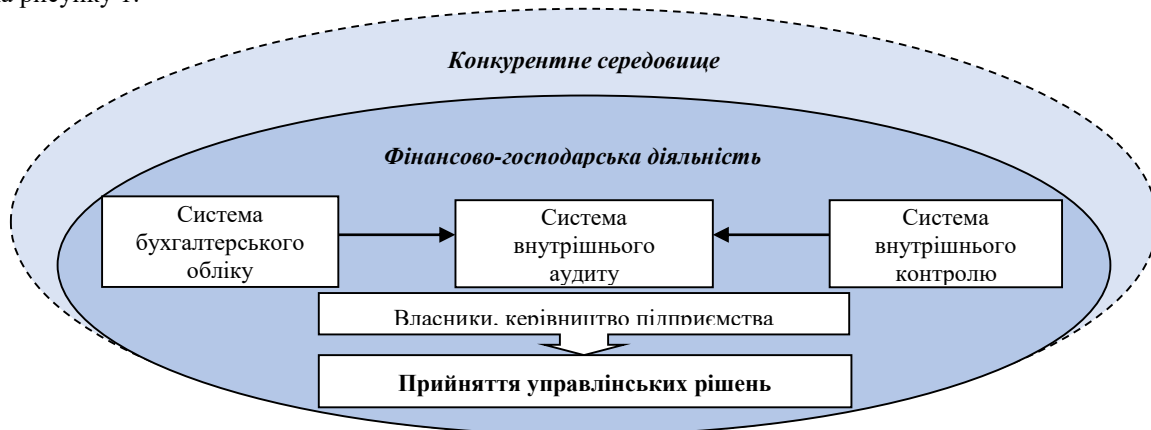 на рисунку 1.
Конкурентне середовище
Фінансово-господарська діяльність
Система
бухгалтерського
обліку
Система
внутрішнього
аудиту
Система
внутрішнього
контролю
Власники, керівництво підприємства
Прийняття управлінських рішень